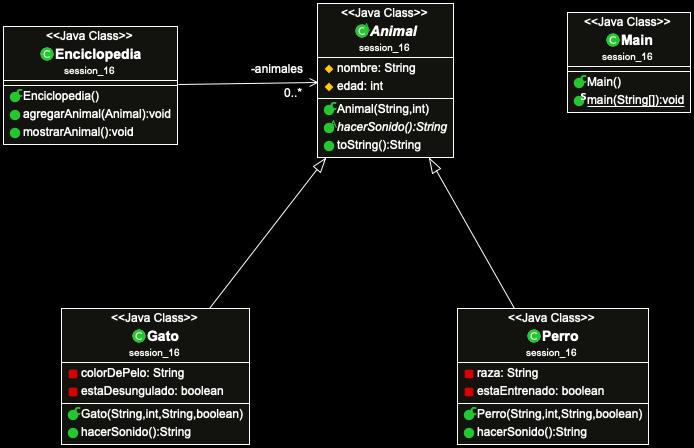 <<Java Class>>
Enciclopedia
session_16
Enciclopedia()
agregarAnimal(Animal):void
mostrarAnimal():void
-animales
0..*
<<Java Class>>
Animal
session_16
nombre: String
edad: int
Animal(String,int)
hacerSonido():String
toString():String
<<Java Class>>
Main
session_16
Main()
main(String[]):void
<<Java Class>>
Gato
session_16
colorDePelo: String
estaDesungulado: boolean
Gato(String,int,String,boolean)
hacerSonido():String
<<Java Class>>
Perro
session_16
raza: String
estaEntrenado: boolean
Perro(String,int,String,boolean)
hacerSonido():String